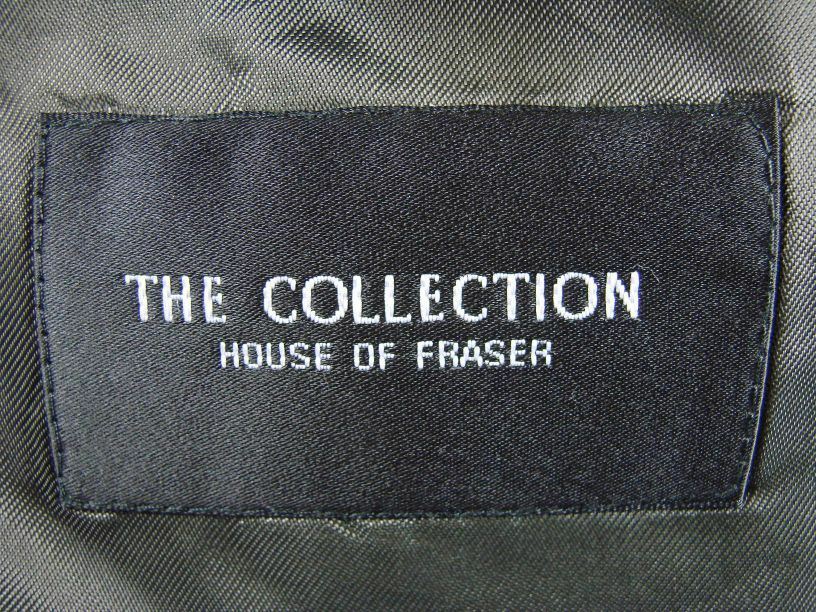 THE COLLECTION
HOUSE OF FRASER